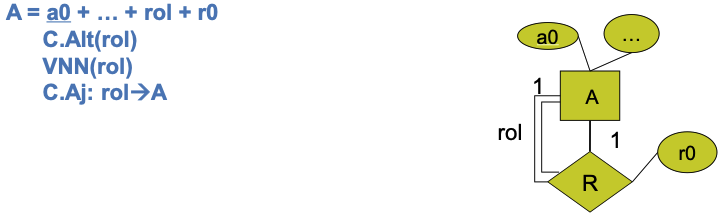 A = a0 + ... + rol + r0
C.Alt(rol)
VNN(rol)
C.Aj: rol→A
a0
...
1
A
rol
1
r0
R